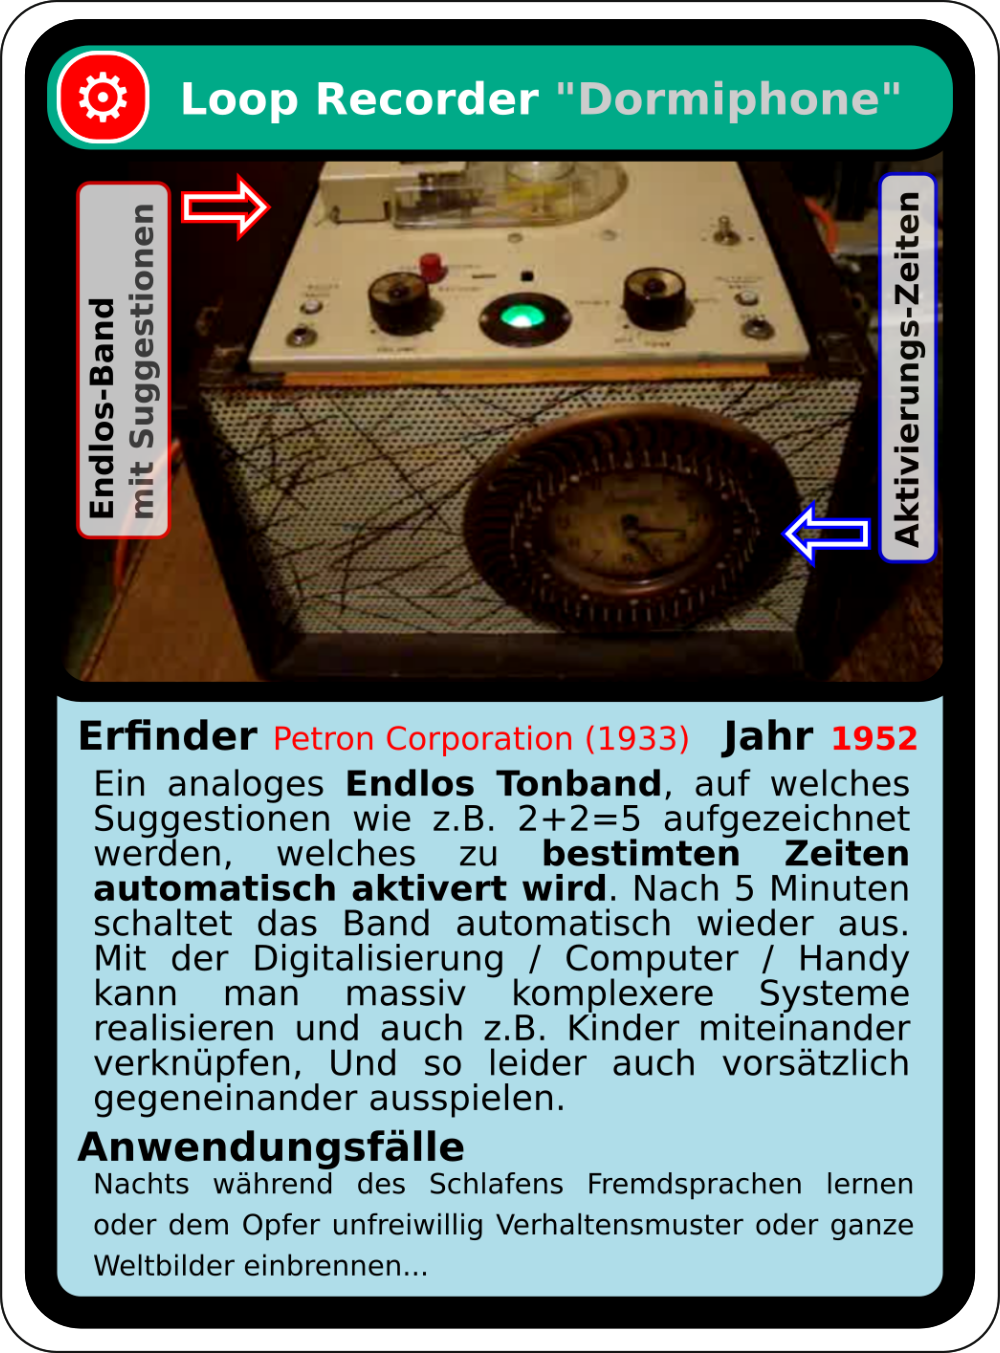 Loop Recorder "Dormiphone"
Endlos-Band
mit Suggestionen
Aktivierungs-Zeiten
Erfinder Petron Corporation (1933) Jahr 1952
Ein analoges Endlos Tonband, auf welches
Suggestionen wie z.B. 2+2=5 aufgezeichnet
werden, welches zu bestimten Zeiten
automatisch aktivert wird. Nach 5 Minuten
schaltet das Band automatisch wieder aus.
Mit der Digitalisierung / Computer / Handy
kann man massiv komplexere Systeme
realisieren und auch z.B. Kinder miteinander
verknüpfen, Und so leider auch vorsätzlich
gegeneinander ausspielen.
Anwendungsfälle
Nachts während des Schlafens Fremdsprachen lernen
oder dem Opfer unfreiwillig Verhaltensmuster oder ganze
Weltbilder einbrennen...